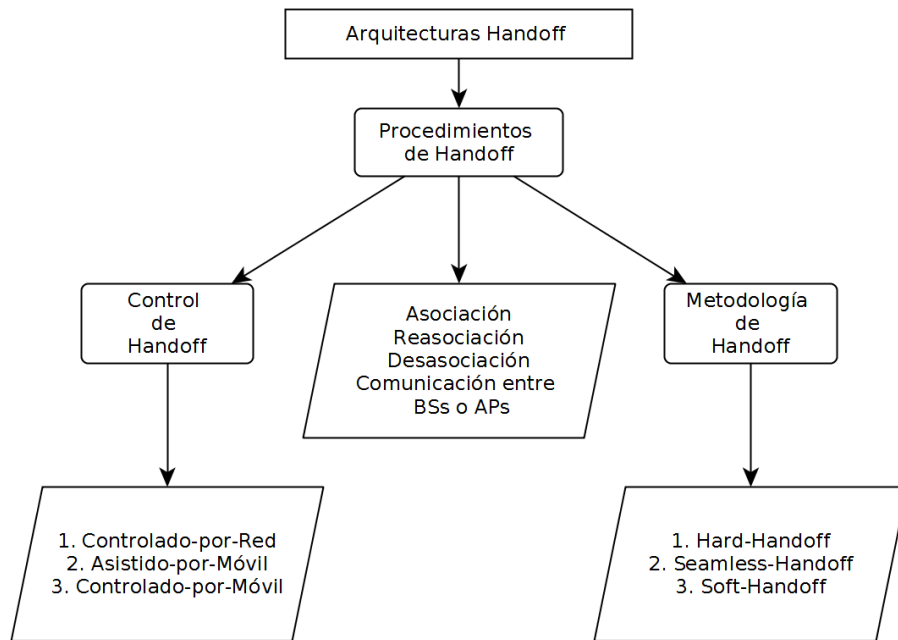 Arquitecturas Handoff
Procedimientos
de Handoff
Control
de
Handoff
Asociación
Reasociación
Desasociación
Comunicación entre
BSs o APs
Metodología
de
Handoff
1. Controlado-por-Red
2. Asistido-por-Móvil
3. Controlado-por-Móvil
1. Hard-Handoff
2. Seamless-Handoff
3. Soft-Handoff